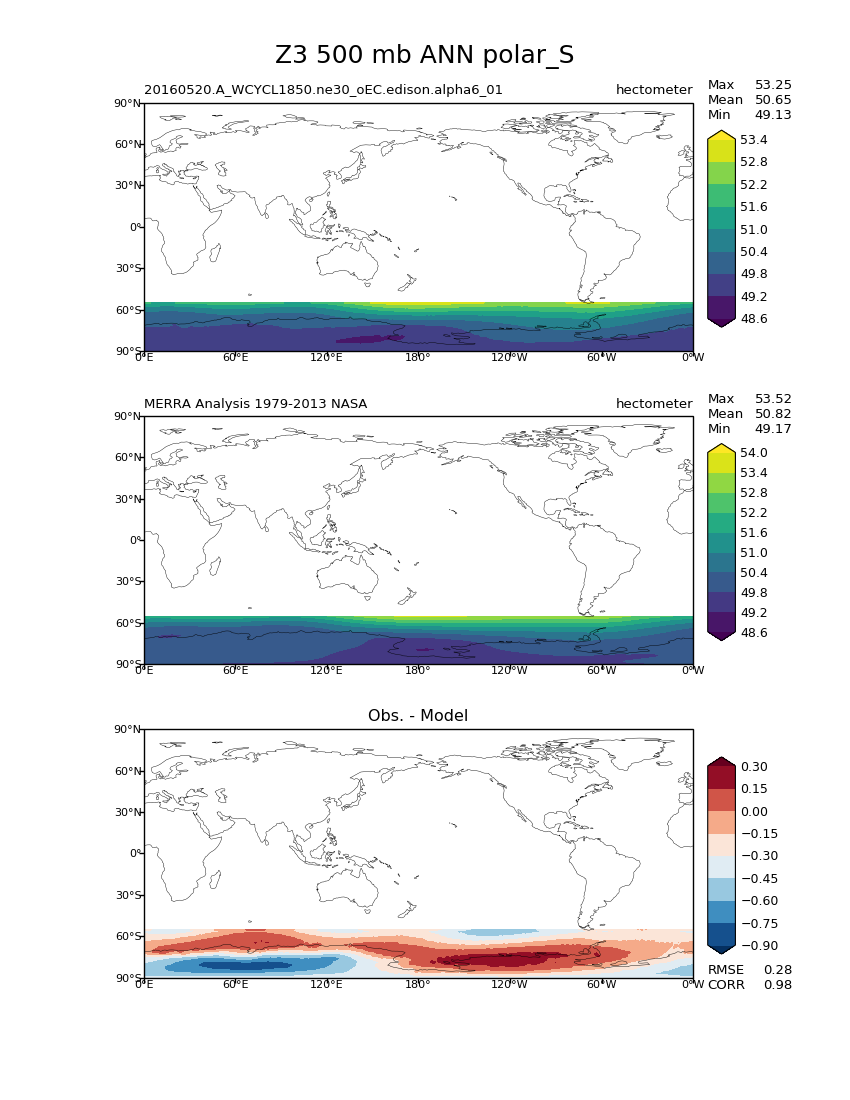 Z3 500 mb ANN polar_S
20160520.A_WCYCL1850.ne30_oEC.edison.alpha6_01 hectometer
Max 53.25
Mean 50.65
Min 49.13
90°N
60°N
30°N
0°
30°S
60°S
90°S
0°E 60°E 120°E 180° 120°W 60°W 0°W
53.4
52.8
52.2
51.6
51.0
50.4
49.8
49.2
48.6
MERRA Analysis 1979-2013 NASA hectometer
Max 53.52
Mean 50.82
Min 49.17
90°N
60°N
30°N
0°
30°S
60°S
90°S
0°E 60°E 120°E 180° 120°W 60°W 0°W
54.0
53.4
52.8
52.2
51.6
51.0
50.4
49.8
49.2
48.6
Obs. - Model
90°N
60°N
30°N
0°
30°S
60°S
90°S
0°E 60°E 120°E 180° 120°W 60°W 0°W
0.30
0.15
0.00
−0.15
−0.30
−0.45
−0.60
−0.75
−0.90
RMSE 0.28
CORR 0.98